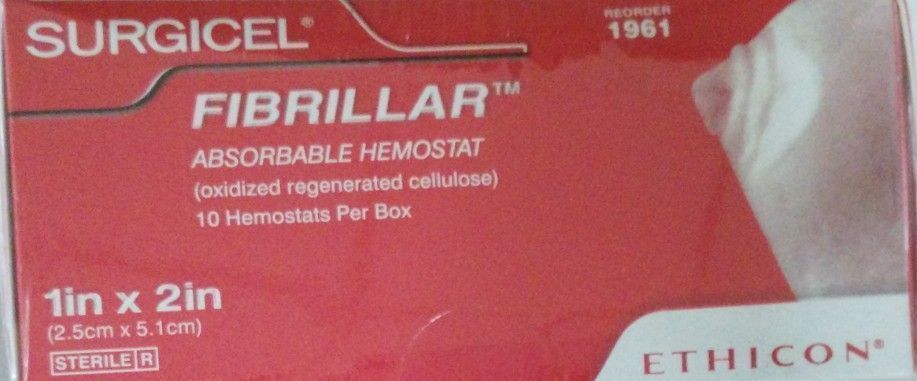 SURGICEL®
REORDER
1961
FIBRILLAR™
ABSORBABLE HEMOSTAT
(oxidized regenerated cellulose)
10 Hemostats Per Box
1in x 2in
(2.5cm x 5.1cm)
STERILE R
ETHICON®